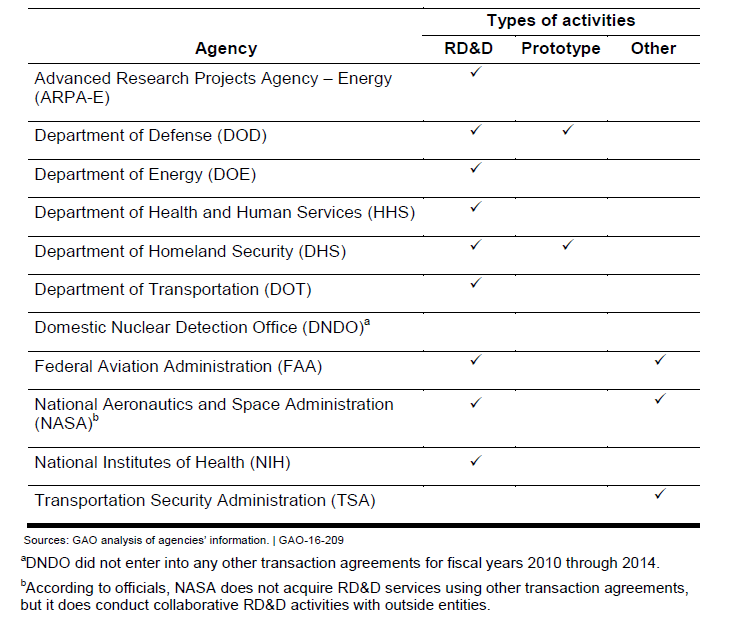 Types of activities
Agency RD&D Prototype Other
Advanced Research Projects Agency – Energy
(ARPA-E) ✓
Department of Defense (DOD) ✓ ✓
Department of Energy (DOE) ✓
Department of Health and Human Services (HHS) ✓
Department of Homeland Security (DHS) ✓ ✓
Department of Transportation (DOT) ✓
Domestic Nuclear Detection Office (DNDO)a
Federal Aviation Administration (FAA) ✓ ✓
National Aeronautics and Space Administration
(NASA)b ✓ ✓
National Institutes of Health (NIH) ✓
Transportation Security Administration (TSA) ✓
Sources: GAO analysis of agencies' information. | GAO-16-209
aDNDO did not enter into any other transaction agreements for fiscal years 2010 through 2014.
bAccording to officials, NASA does not acquire RD&D services using other transaction agreements,
but it does conduct collaborative RD&D activities with outside entities.